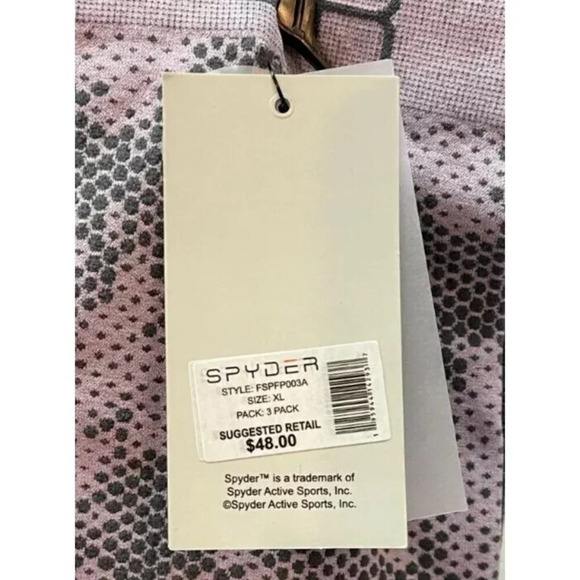 SPYDER
STYLE: FSPFP003A
SIZE: XL
PACK: 3 PACK
SUGGESTED RETAIL
$48.00
Spyder™ is a trademark of
Spyder Active Sports, Inc.
©Spyder Active Sports, Inc.